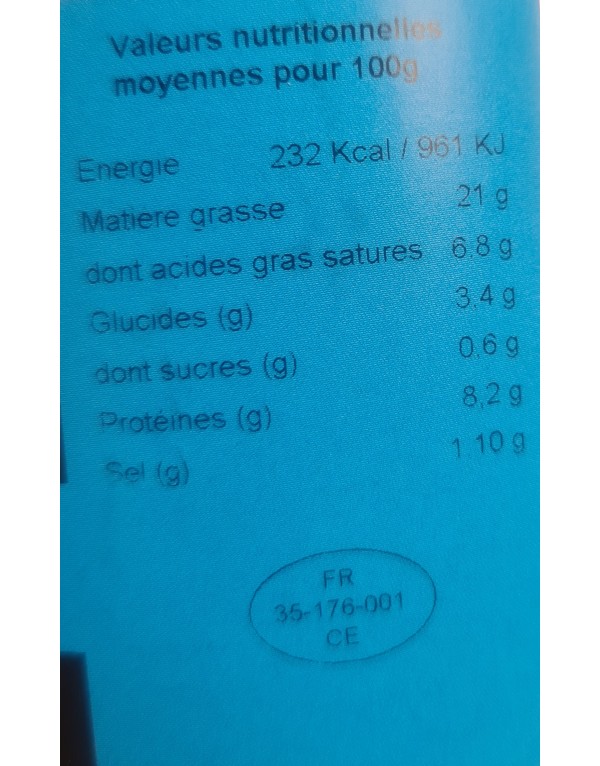 Valeurs nutritionnelles
moyennes pour 100g
Energie 232 Kcal / 961 KJ
Matiere grasse 21 g
dont acides gras satures 6.8 g
Glucides (g) 3.4 g
dont sucres (g) 0.6 g
Protéines (g) 8,2 g
Sel (g) 1.10 g
FR
35-176-001
CE